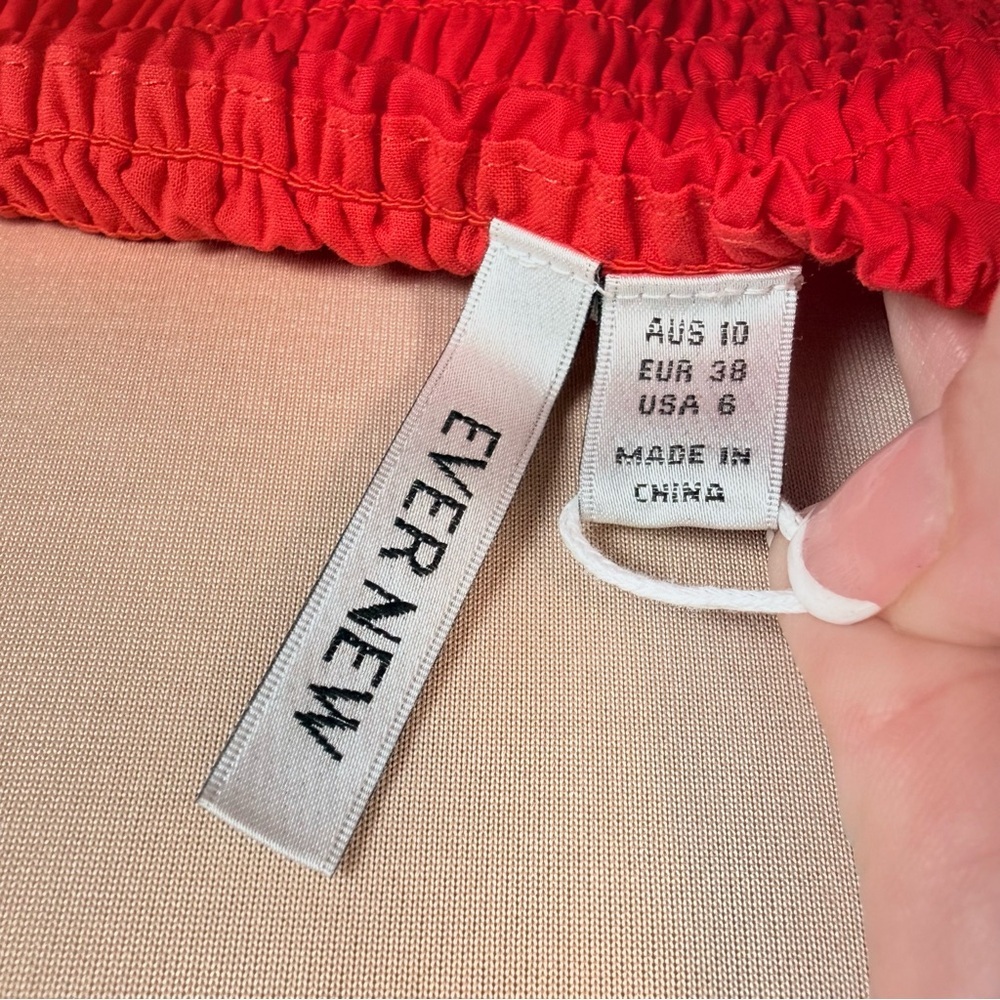 EVER NEW
AUS 10
EUR 38
USA 6
MADE IN
CHINA